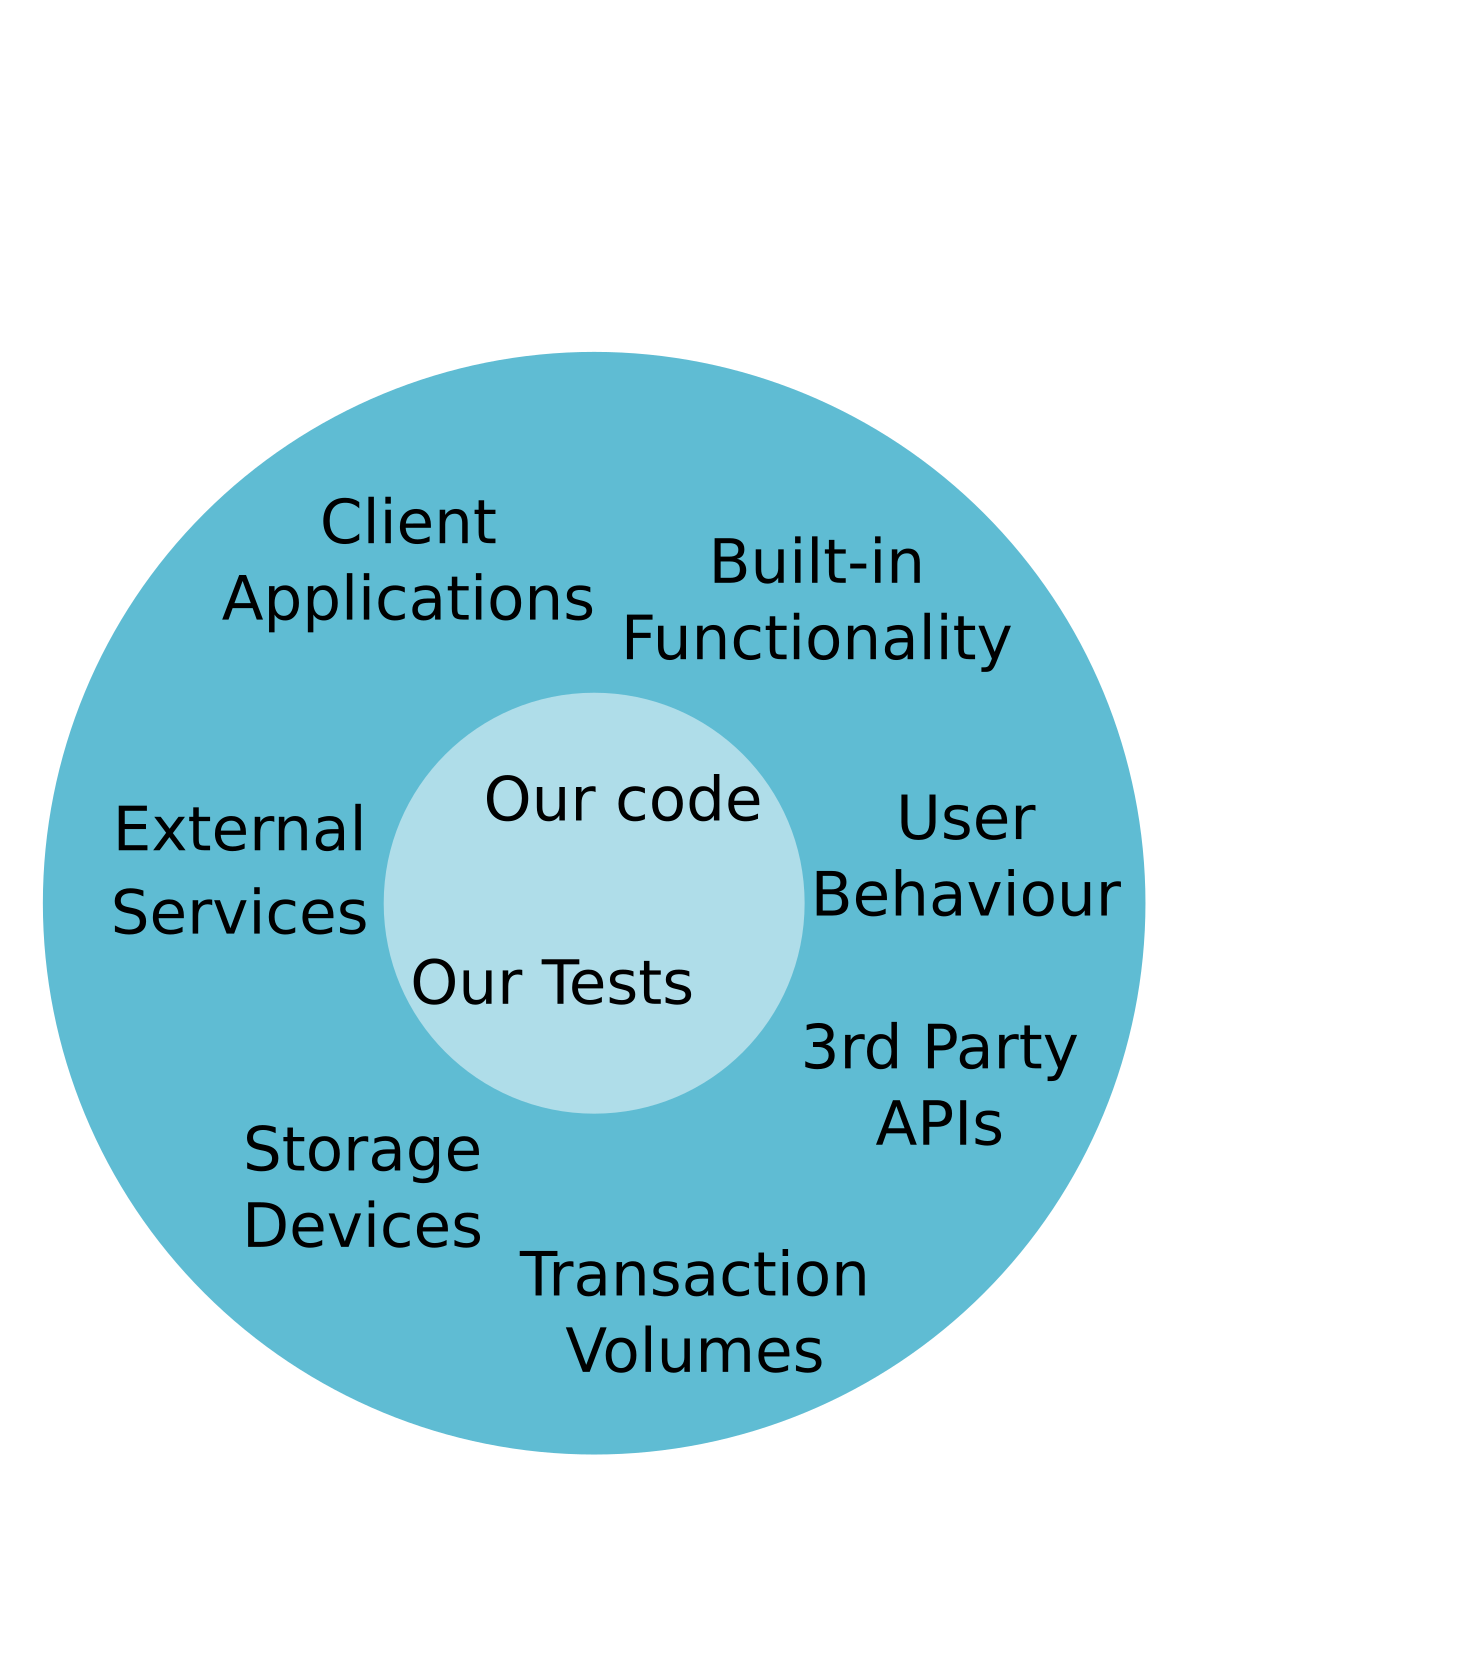 Client
Applications
Built-in
Functionality
Our code
External
Services
User
Behaviour
Our Tests
3rd Party
APIs
Storage
Devices
Transaction
Volumes